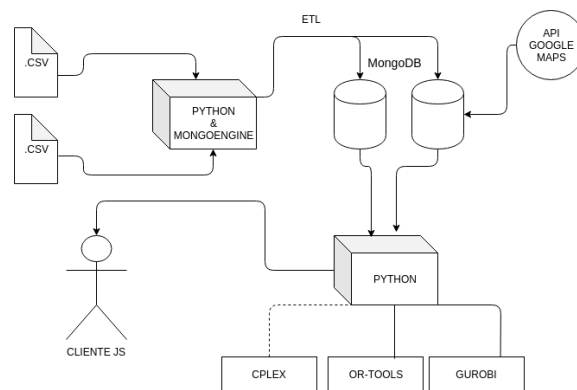 ETL
API
GOOGLE
MAPS
.CSV
MongoDB
PYTHON
&
MONGOENGINE
.CSV
PYTHON
CLIENTE JS
CPLEX
OR-TOOLS
GUROBI